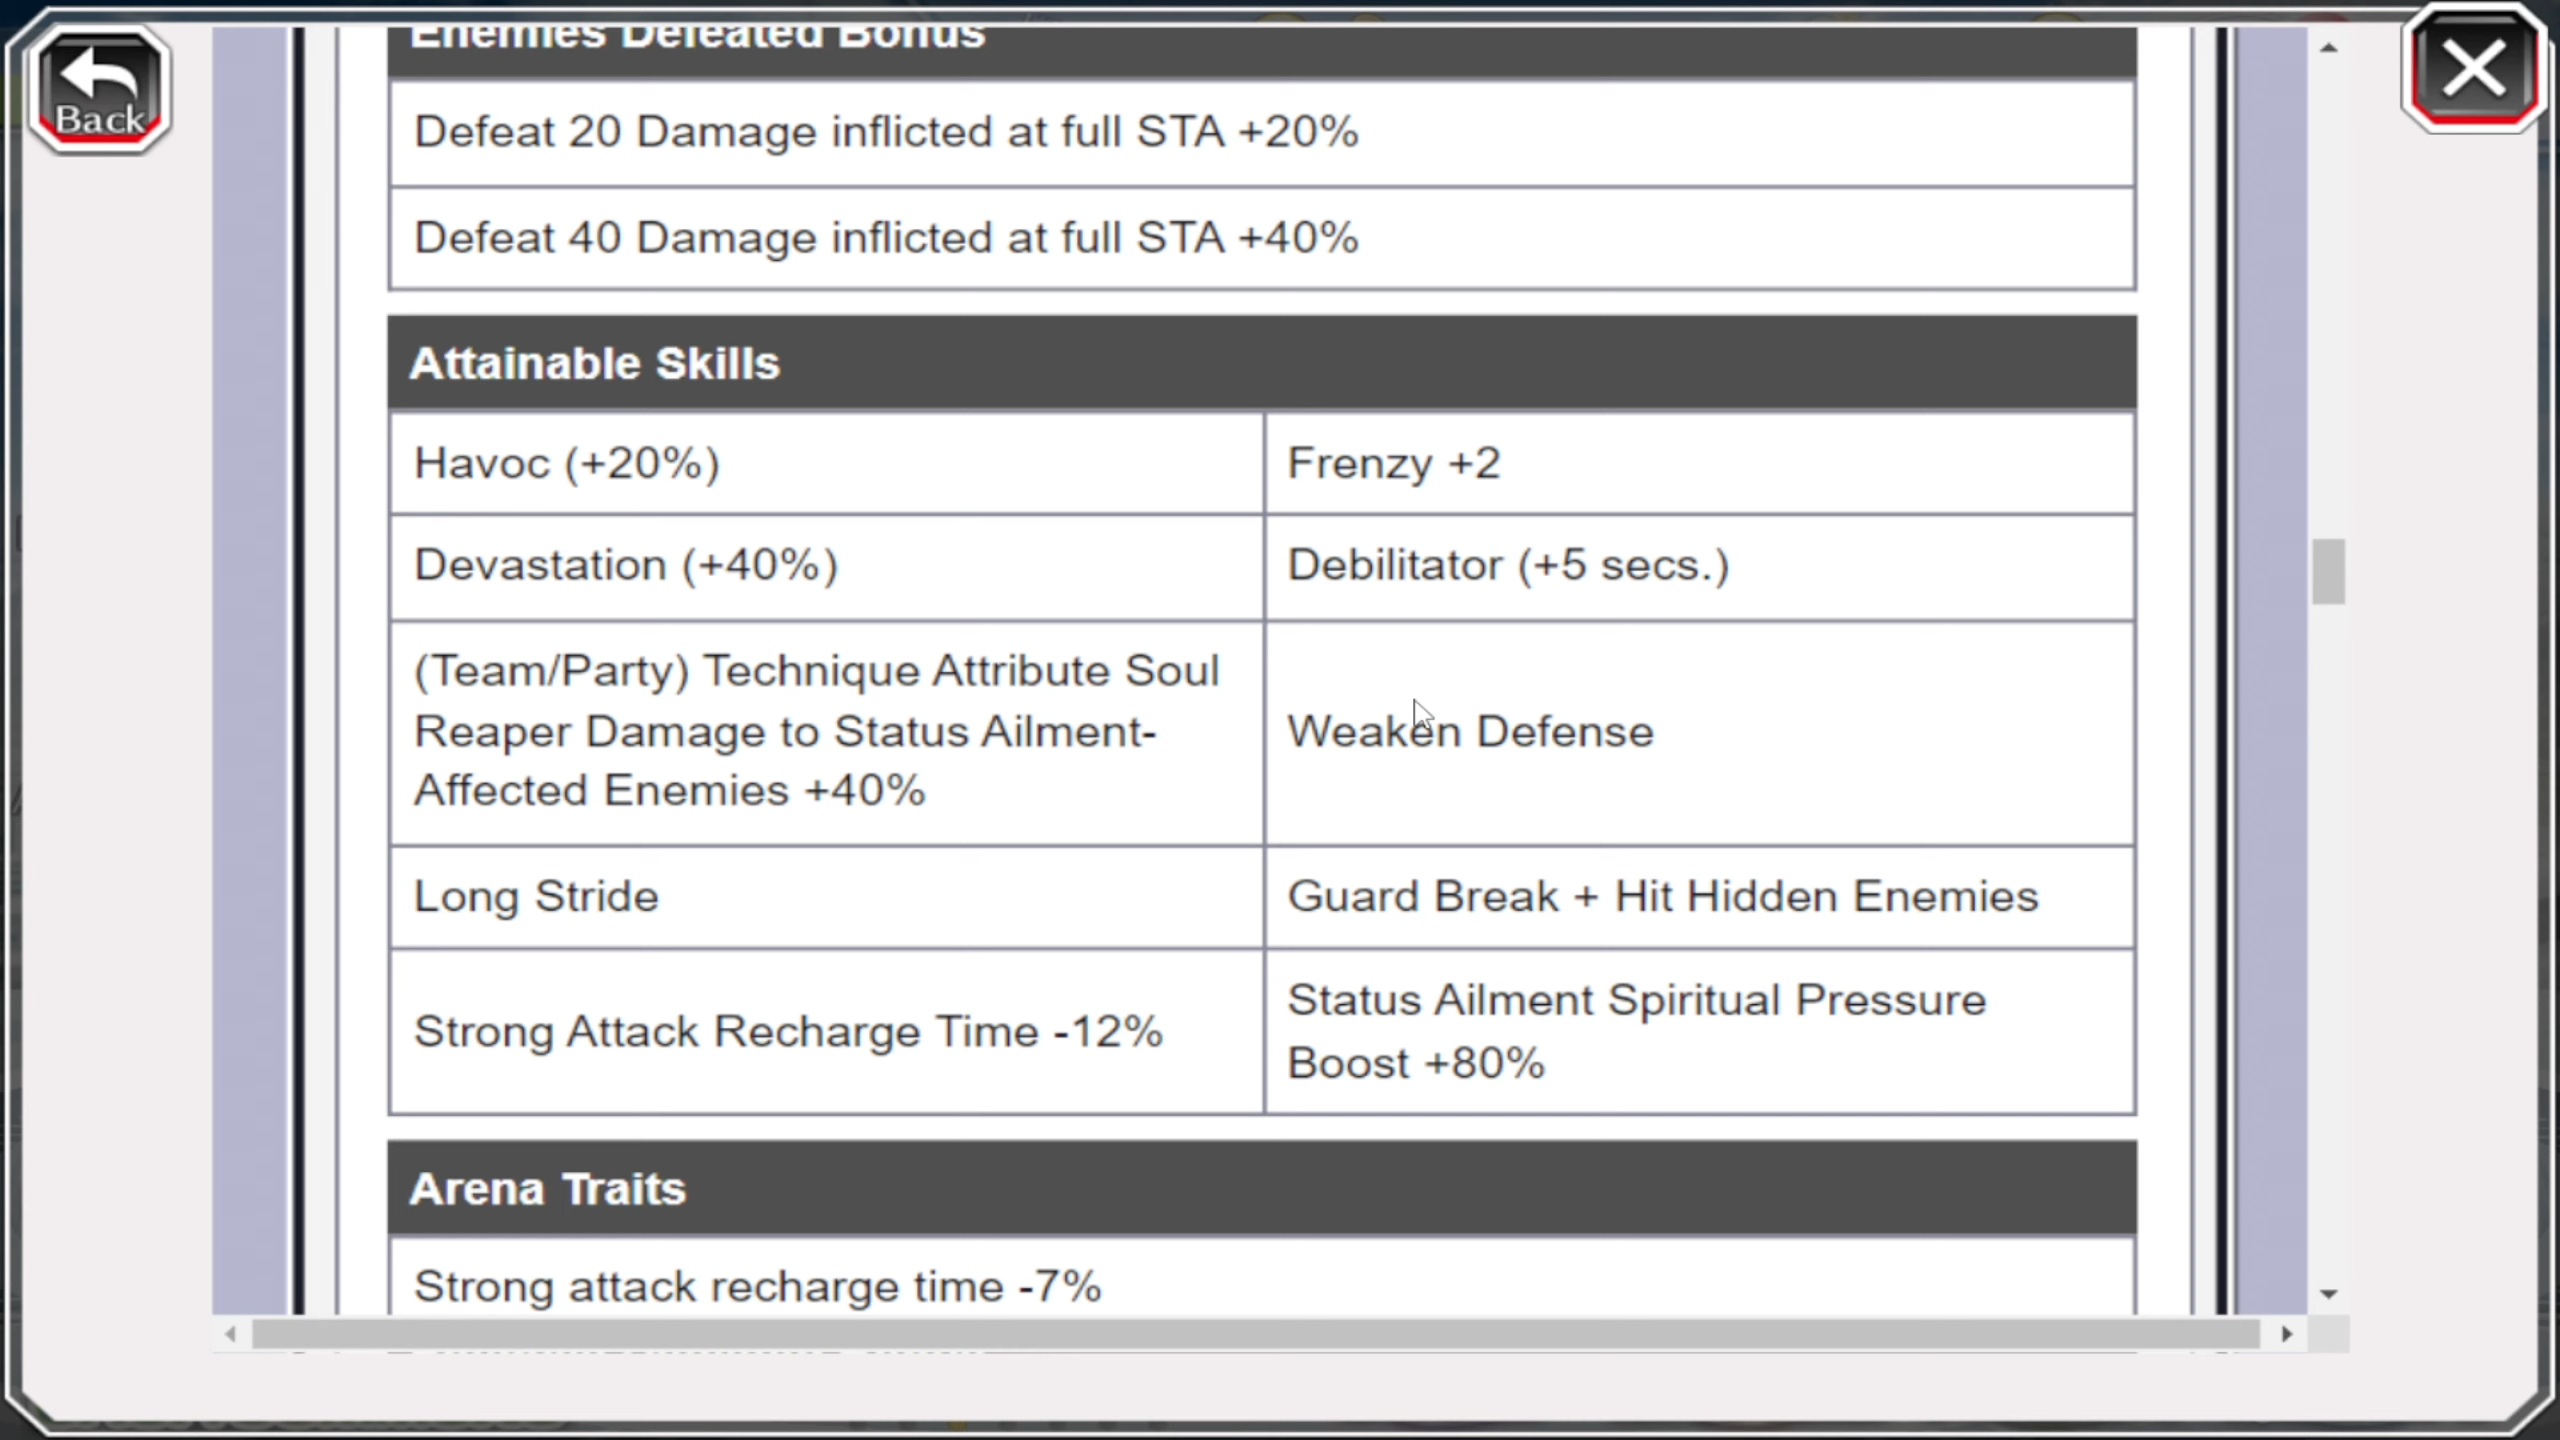 Enemies Defeated Bonus
Back
Defeat 20 Damage inflicted at full STA +20%
Defeat 40 Damage inflicted at full STA +40%
Attainable Skills
Havoc (+20%)
Frenzy +2
Devastation (+40%)
Debilitator (+5 secs.)
(Team/Party) Technique Attribute Soul
Reaper Damage to Status Ailment-
Affected Enemies +40%
Weaken Defense
Long Stride
Guard Break + Hit Hidden Enemies
Strong Attack Recharge Time -12%
Status Ailment Spiritual Pressure
Boost +80%
Arena Traits
Strong attack recharge time -7%